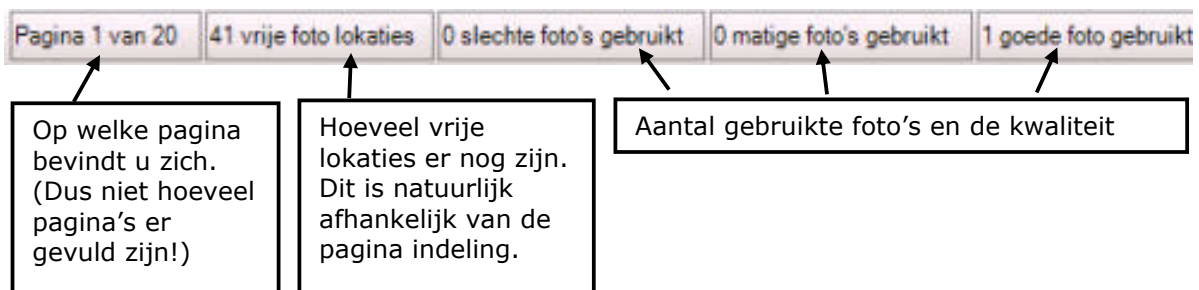 Pagina 1 van 20 41 vrije foto lokaties 0 slechte foto's gebruikt 0 matige foto's gebruikt 1 goede foto gebruikt
Op welke pagina
bevindt u zich.
(Dus niet hoeveel
pagina’s er
gevuld zijn!)
Hoeveel vrije
lokaties er nog zijn.
Dit is natuurlijk
afhankelijk van de
pagina indeling.
Aantal gebruikte foto’s en de kwaliteit